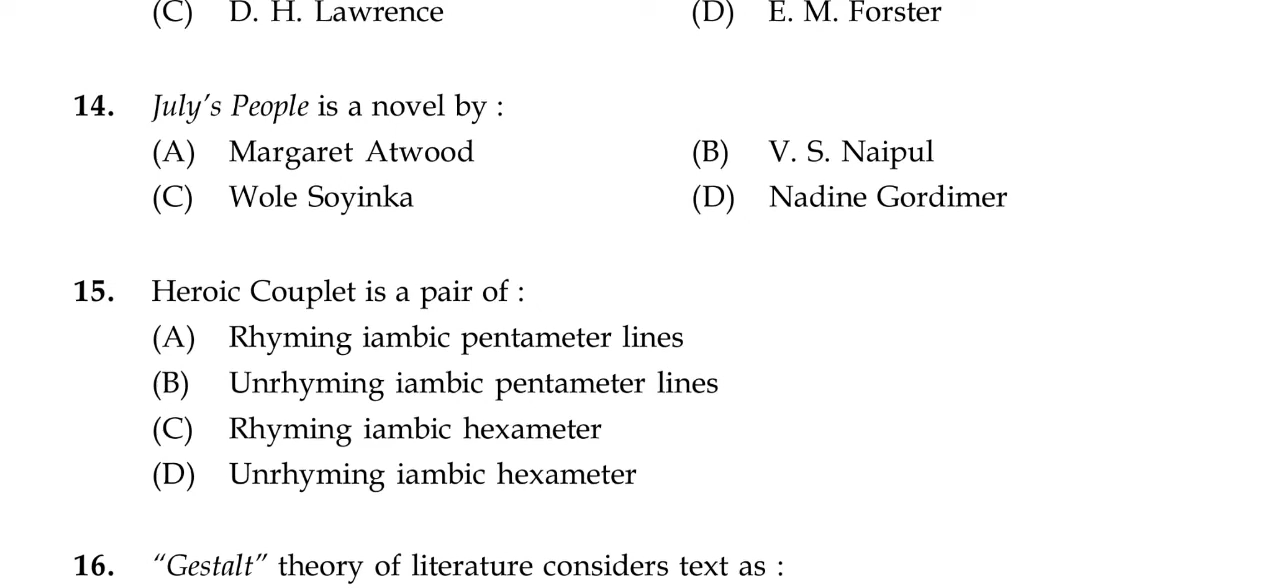 (C) D. H. Lawrence (D) E. M. Forster
14. July's People is a novel by :
(A) Margaret Atwood (B) V. S. Naipul
(C) Wole Soyinka (D) Nadine Gordimer
15. Heroic Couplet is a pair of :
(A) Rhyming iambic pentameter lines
(B) Unrhyming iambic pentameter lines
(C) Rhyming iambic hexameter
(D) Unrhyming iambic hexameter
16. "Gestalt" theory of literature considers text as :